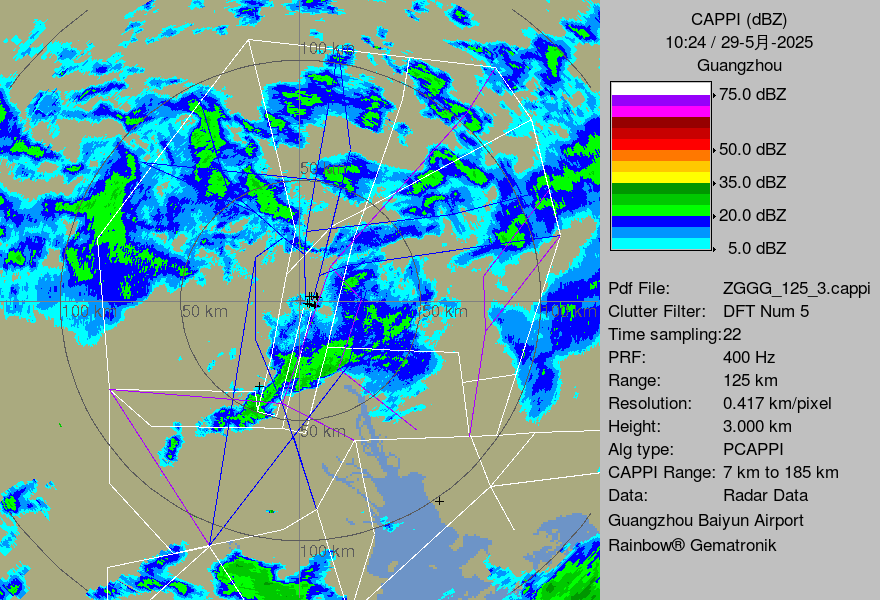 CAPPI (dBZ)
10:24 / 29-5月-2025
Guangzhou
75.0 dBZ
50.0 dBZ
35.0 dBZ
20.0 dBZ
5.0 dBZ
Pdf File: ZGGG_125_3.cappi
Clutter Filter: DFT Num 5
Time sampling:22
PRF: 400 Hz
Range: 125 km
Resolution: 0.417 km/pixel
Height: 3.000 km
Alg type: PCAPPI
CAPPI Range: 7 km to 185 km
Data: Radar Data
Guangzhou Baiyun Airport
Rainbow® Gematronik
100 km
50 km
100 km
50 km
50 km
100 km
50 km
100 km